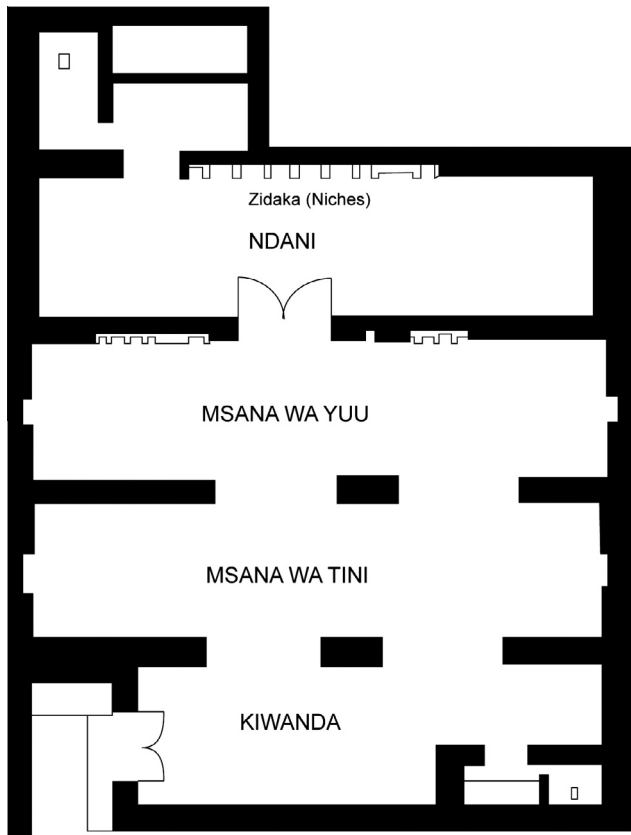 Zidaka (Niches)
NDANI
MSANA WA YUU
MSANA WA TINI
KIWANDA